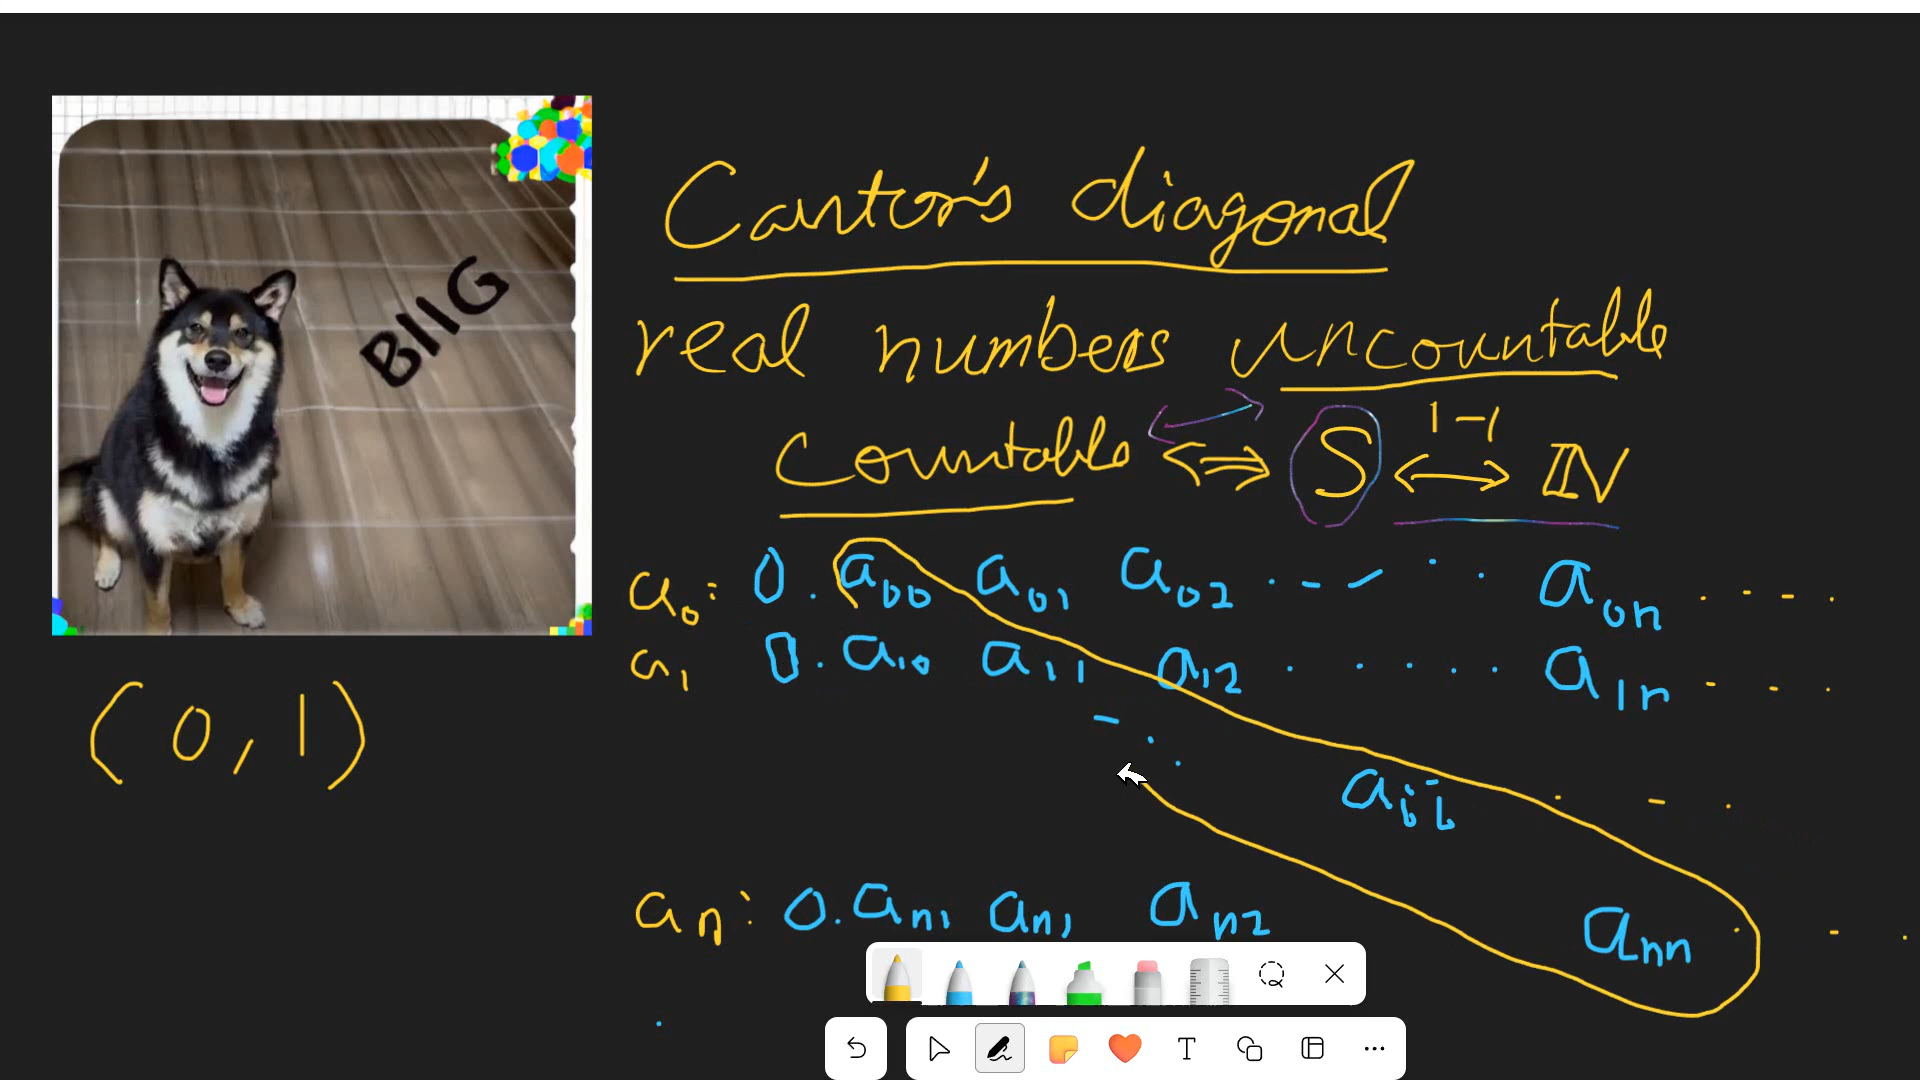 Cantor's diagonal
real numbers uncountable
BIIG
1-1
Countable ⇔ S ↔ ℕ
a₀: 0. a₀₀ a₀₁ a₀₂ ..... a₀ₙ ....
a₁ 0. a₁₀ a₁₁ a₁₂ ..... a₁ₙ ...
(0, 1)
aᵢᵢ
aₙ: 0. aₙ₁ aₙ₁ aₙ₂ aₙₙ
T